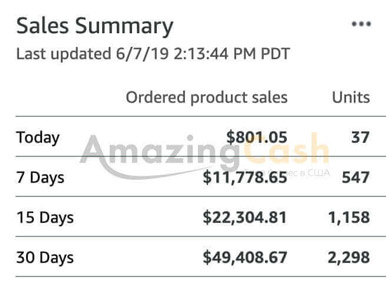 Sales Summary
Last updated 6/7/19 2:13:44 PM PDT
Ordered product sales Units
Today $801.05 37
AmazingCash
7 Days $11,778.65 547
в США
15 Days $22,304.81 1,158
30 Days $49,408.67 2,298